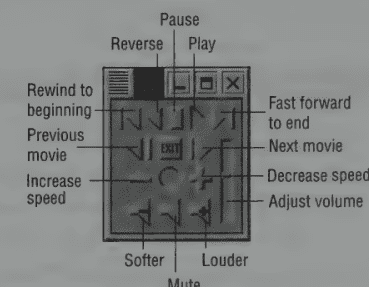 Pause
Reverse
Play
Rewind to
beginning
Fast forward
to end
Previous
movie
EXIT
Next movie
Increase
speed
Decrease speed
Adjust volume
Softer
Louder
Mute